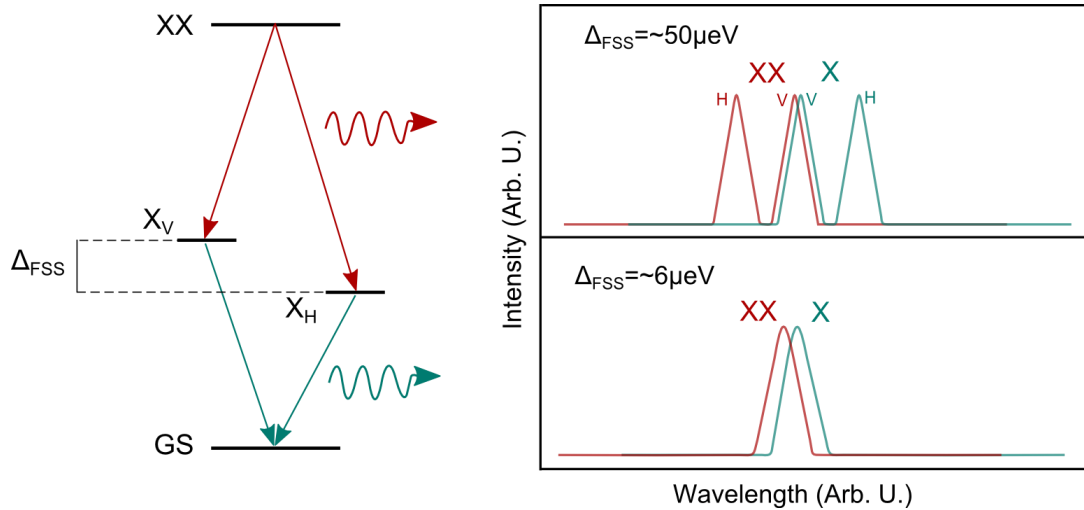 XX
X_V
Δ_FSS
X_H
GS
Δ_FSS=~50µeV
XX X
H V V H
Δ_FSS=~6µeV
XX X
Intensity (Arb. U.)
Wavelength (Arb. U.)